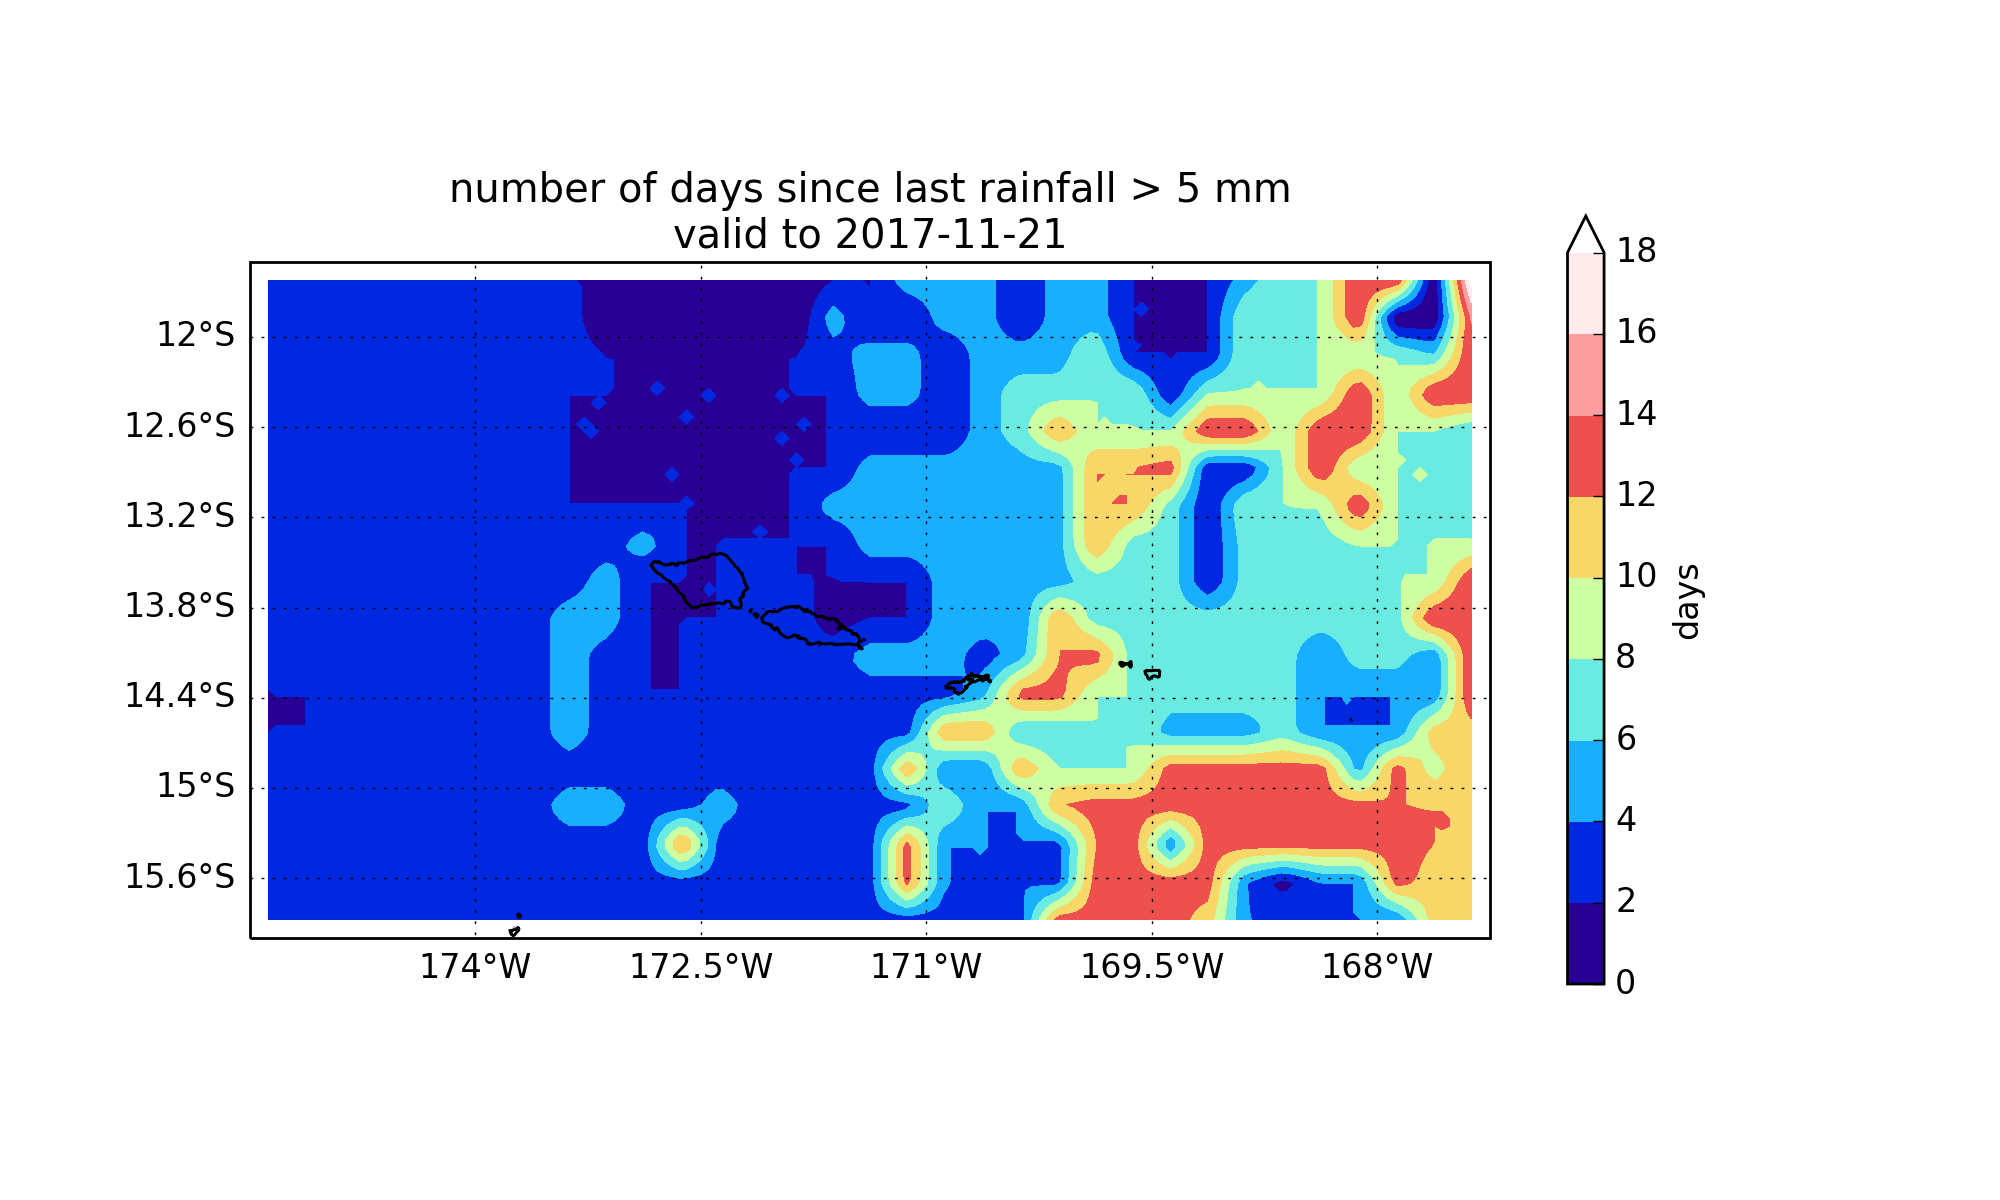 number of days since last rainfall > 5 mm
valid to 2017-11-21
12°S
12.6°S
13.2°S
13.8°S
14.4°S
15°S
15.6°S
174°W
172.5°W
171°W
169.5°W
168°W
18
16
14
12
10
8
6
4
2
0
days